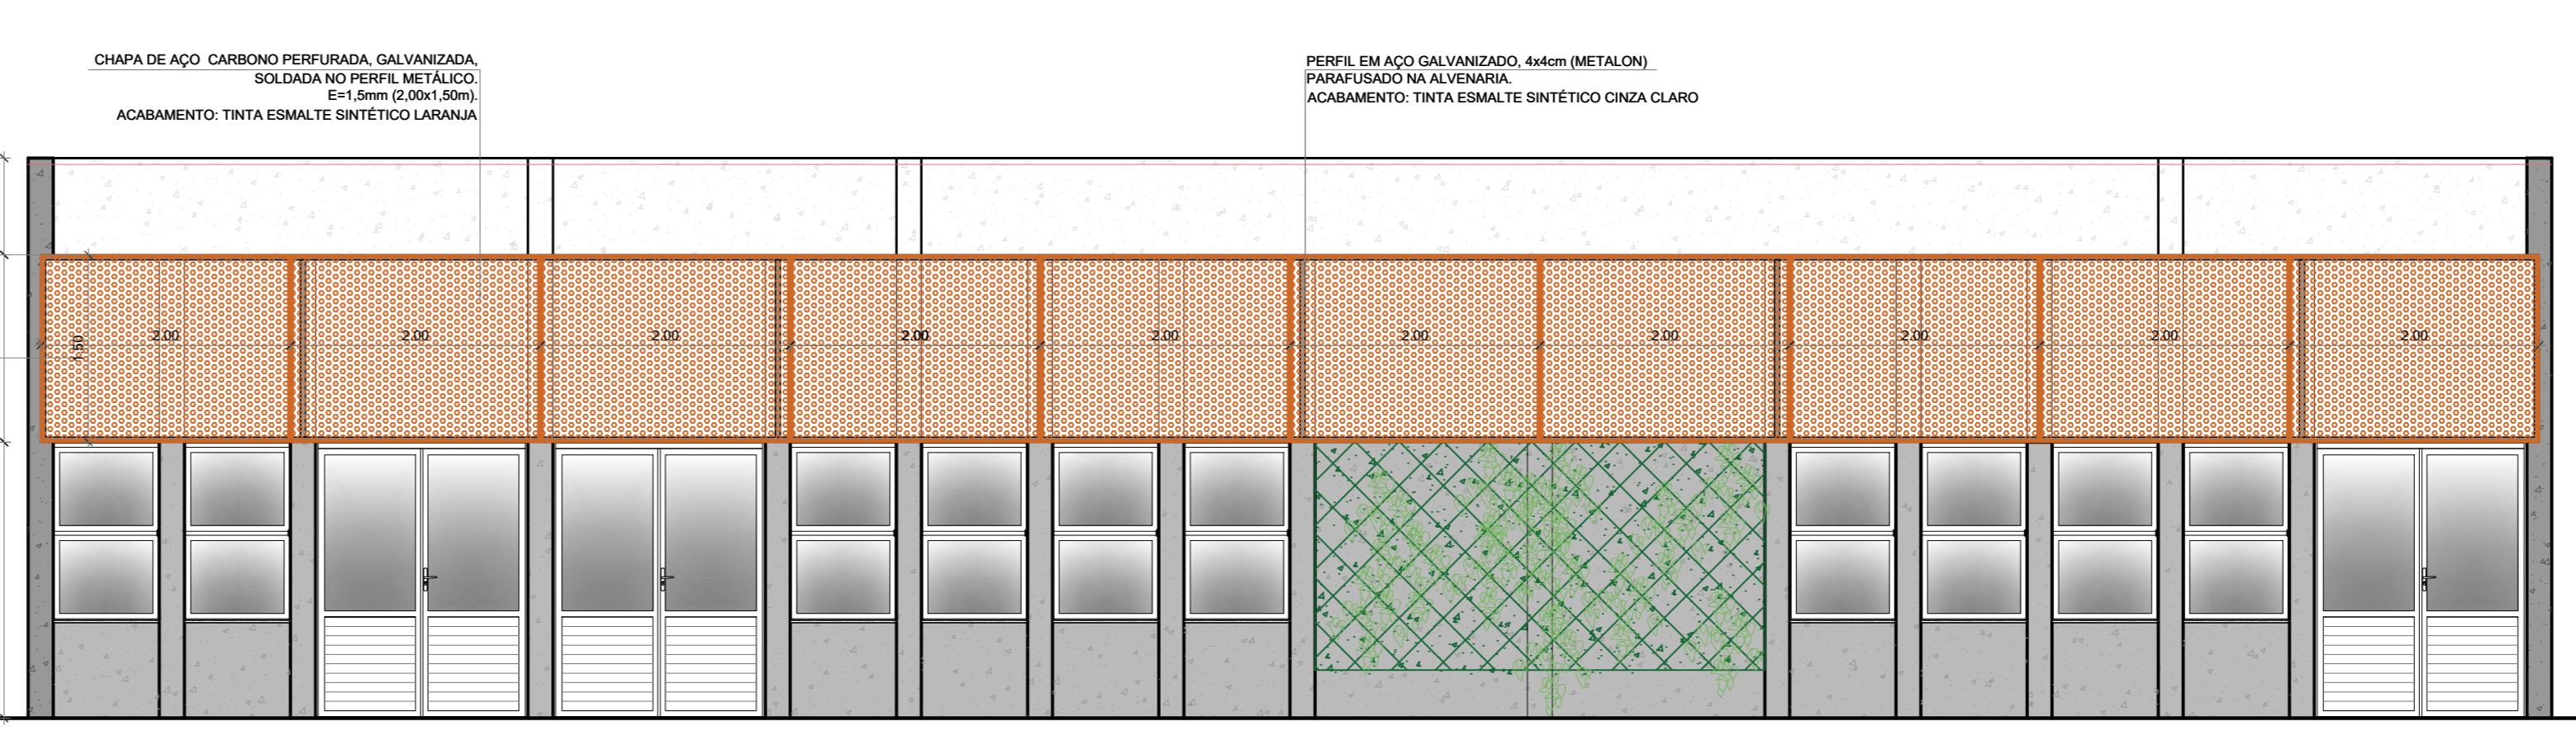 CHAPA DE AÇO CARBONO PERFURADA, GALVANIZADA,
SOLDADA NO PERFIL METÁLICO.
E=1,5mm (2,00x1,50m).
ACABAMENTO: TINTA ESMALTE SINTÉTICO LARANJA
PERFIL EM AÇO GALVANIZADO, 4x4cm (METALON)
PARAFUSADO NA ALVENARIA.
ACABAMENTO: TINTA ESMALTE SINTÉTICO CINZA CLARO
1.50
2.00
2.00
2.00
2.00
2.00
2.00
2.00
2.00
2.00
2.00